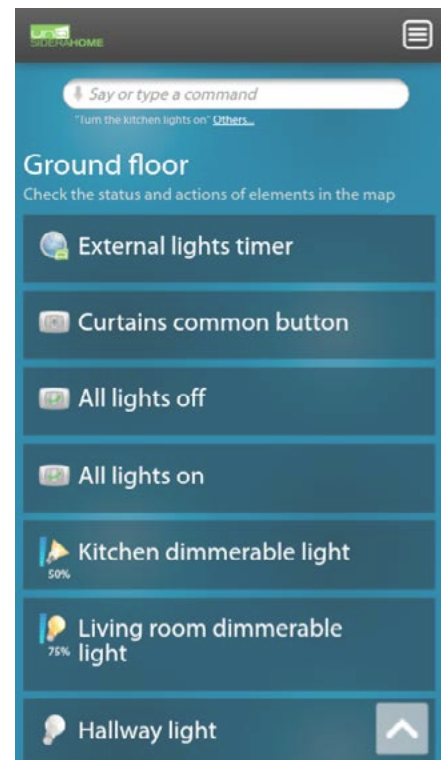 SIDERAHOME
Say or type a command
"Turn the kitchen lights on" Others...
Ground floor
Check the status and actions of elements in the map
External lights timer
Curtains common button
All lights off
All lights on
Kitchen dimmerable light
50%
Living room dimmerable
75% light
Hallway light